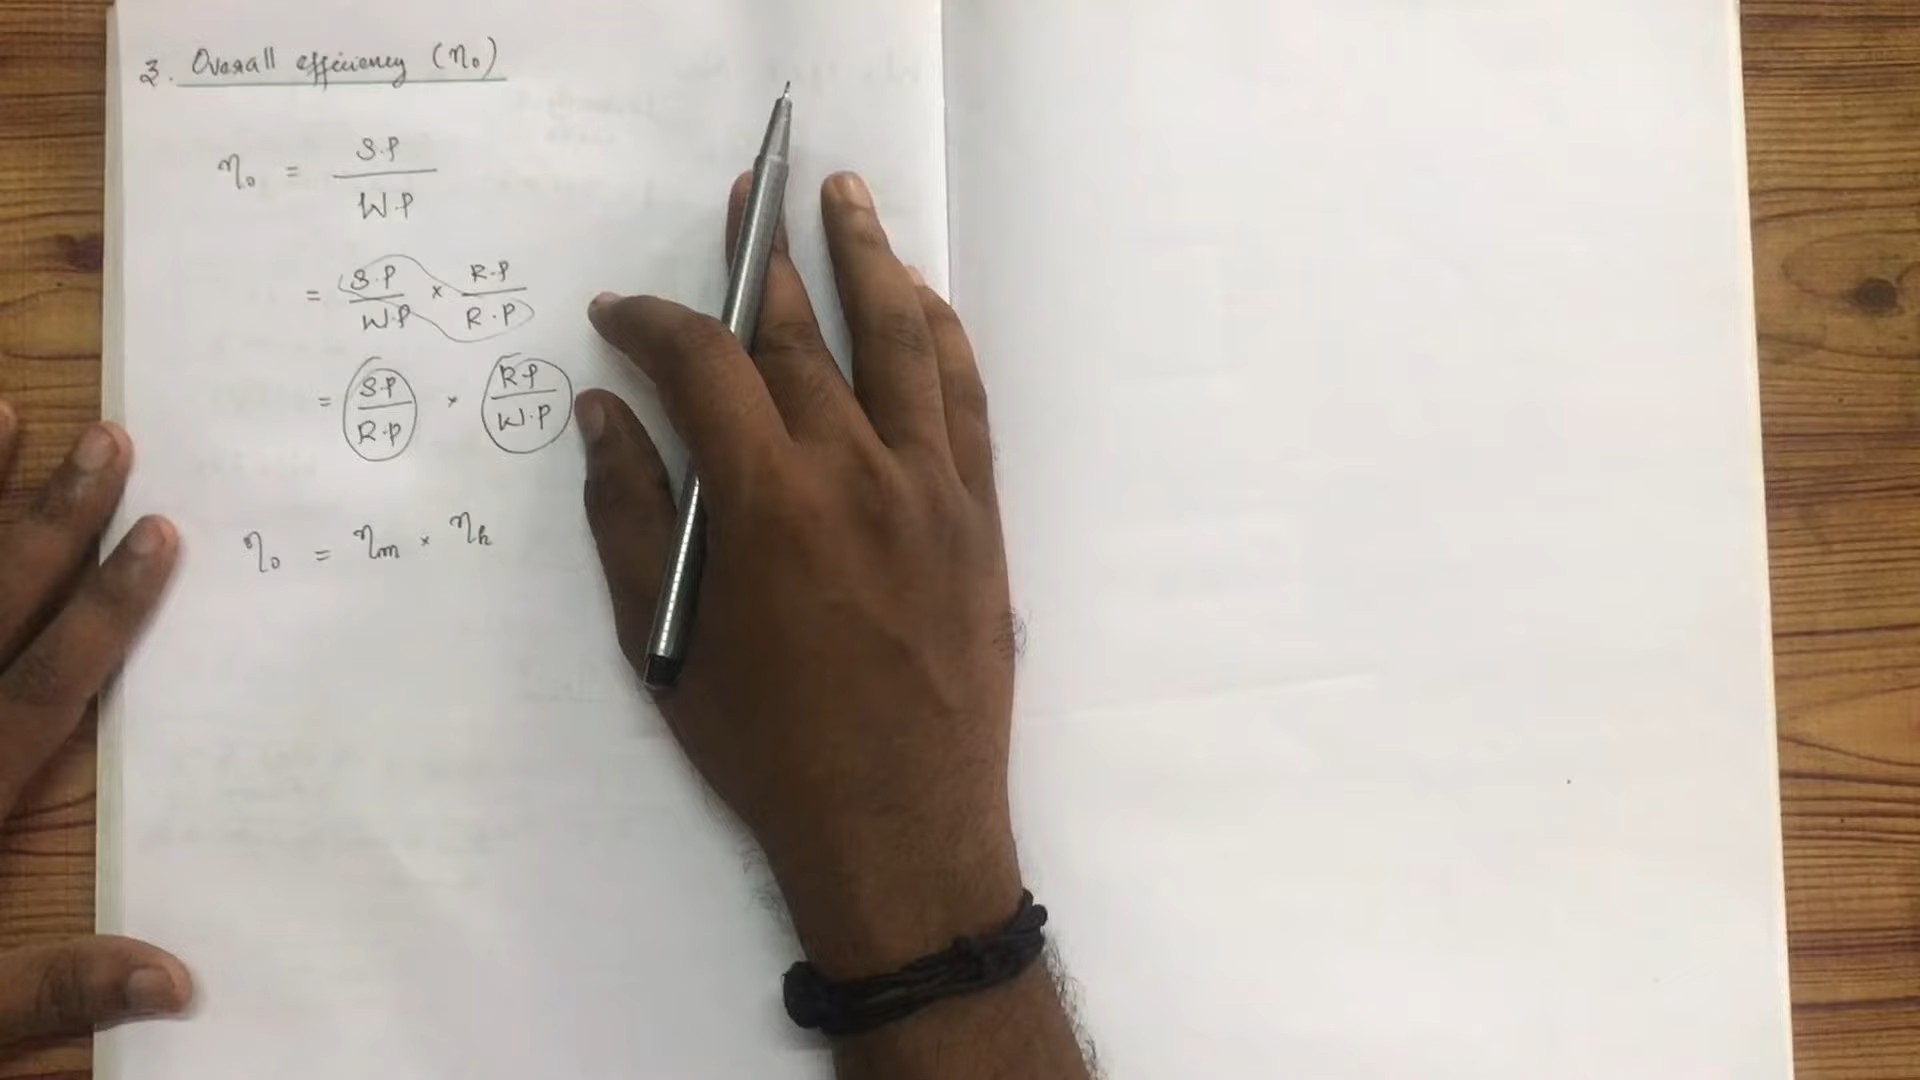 3. Overall efficiency (η₀)
η₀ = S.P / W.P
= S.P / W.P × R.P / R.P
= S.P / R.P × R.P / W.P
η₀ = ηm × ηh